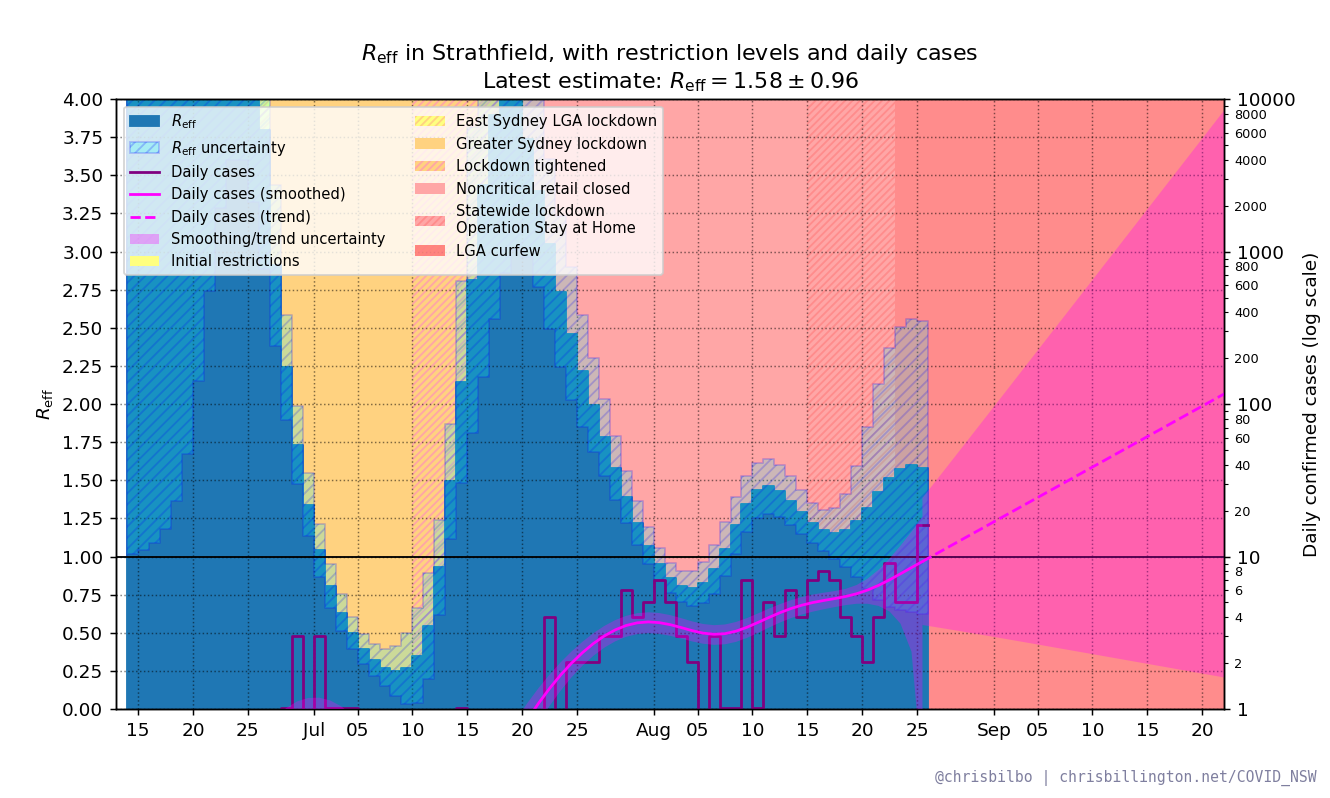 R_eff in Strathfield, with restriction levels and daily cases
Latest estimate: R_eff = 1.58 ± 0.96
R_eff
R_eff uncertainty
Daily cases
Daily cases (smoothed)
Daily cases (trend)
Smoothing/trend uncertainty
Initial restrictions
East Sydney LGA lockdown
Greater Sydney lockdown
Lockdown tightened
Noncritical retail closed
Statewide lockdown
Operation Stay at Home
LGA curfew
R_eff
4.00
3.75
3.50
3.25
3.00
2.75
2.50
2.25
2.00
1.75
1.50
1.25
1.00
0.75
0.50
0.25
0.00
10000
8000
6000
4000
2000
1000
800
600
400
200
100
80
60
40
20
10
8
6
4
2
1
Daily confirmed cases (log scale)
15 20 25 Jul 05 10 15 20 25 Aug 05 10 15 20 25 Sep 05 10 15 20
@chrisbilbo | chrisbillington.net/COVID_NSW